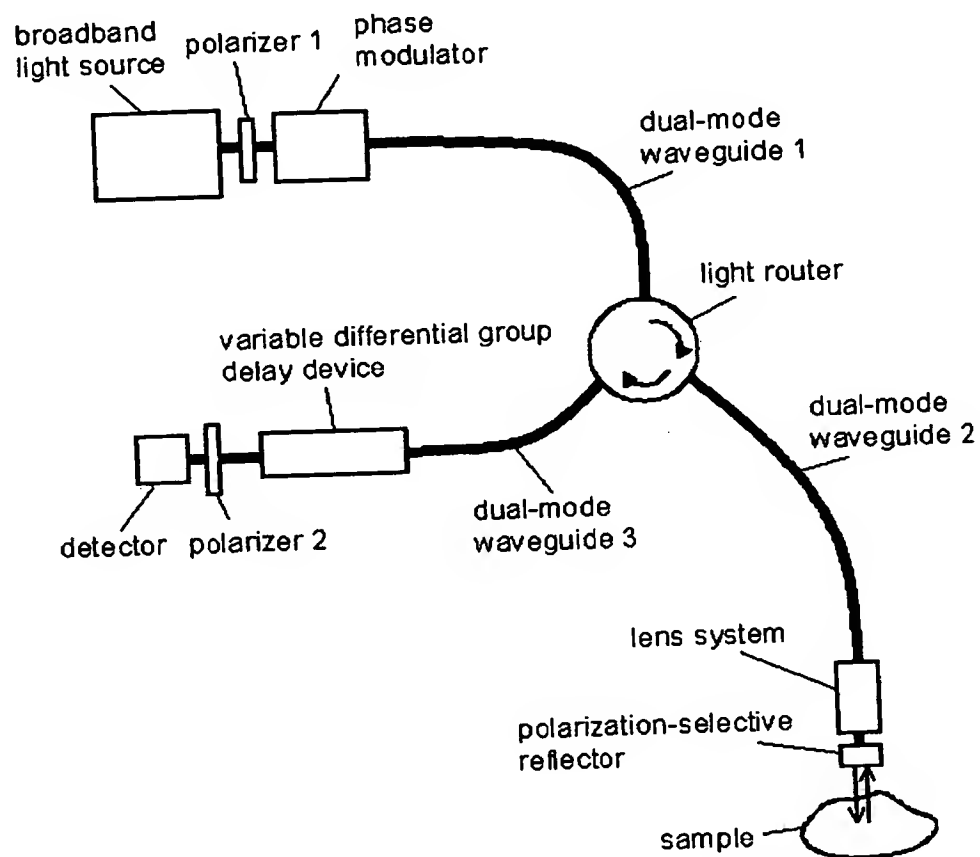 broadband
light source
polarizer 1
phase
modulator
dual-mode
waveguide 1
light router
variable differential group
delay device
dual-mode
waveguide 2
detector
polarizer 2
dual-mode
waveguide 3
lens system
polarization-selective
reflector
sample